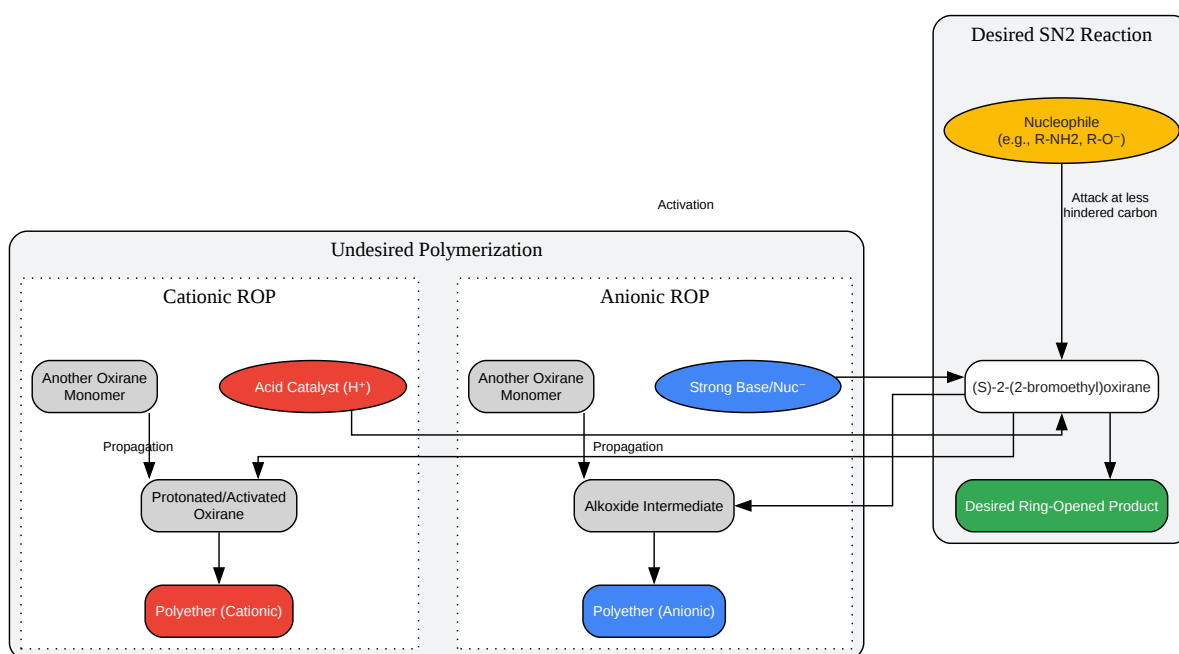 Desired SN2 Reaction
Nucleophile
(e.g., R-NH2, R-O⁻)
Attack at less
hindered carbon
Activation
Undesired Polymerization
Cationic ROP
Anionic ROP
Another Oxirane
Monomer
Acid Catalyst (H⁺)
Another Oxirane
Monomer
Strong Base/Nuc⁻
(S)-2-(2-bromoethyl)oxirane
Propagation
Propagation
Protonated/Activated
Oxirane
Alkoxide Intermediate
Desired Ring-Opened Product
Polyether (Cationic)
Polyether (Anionic)